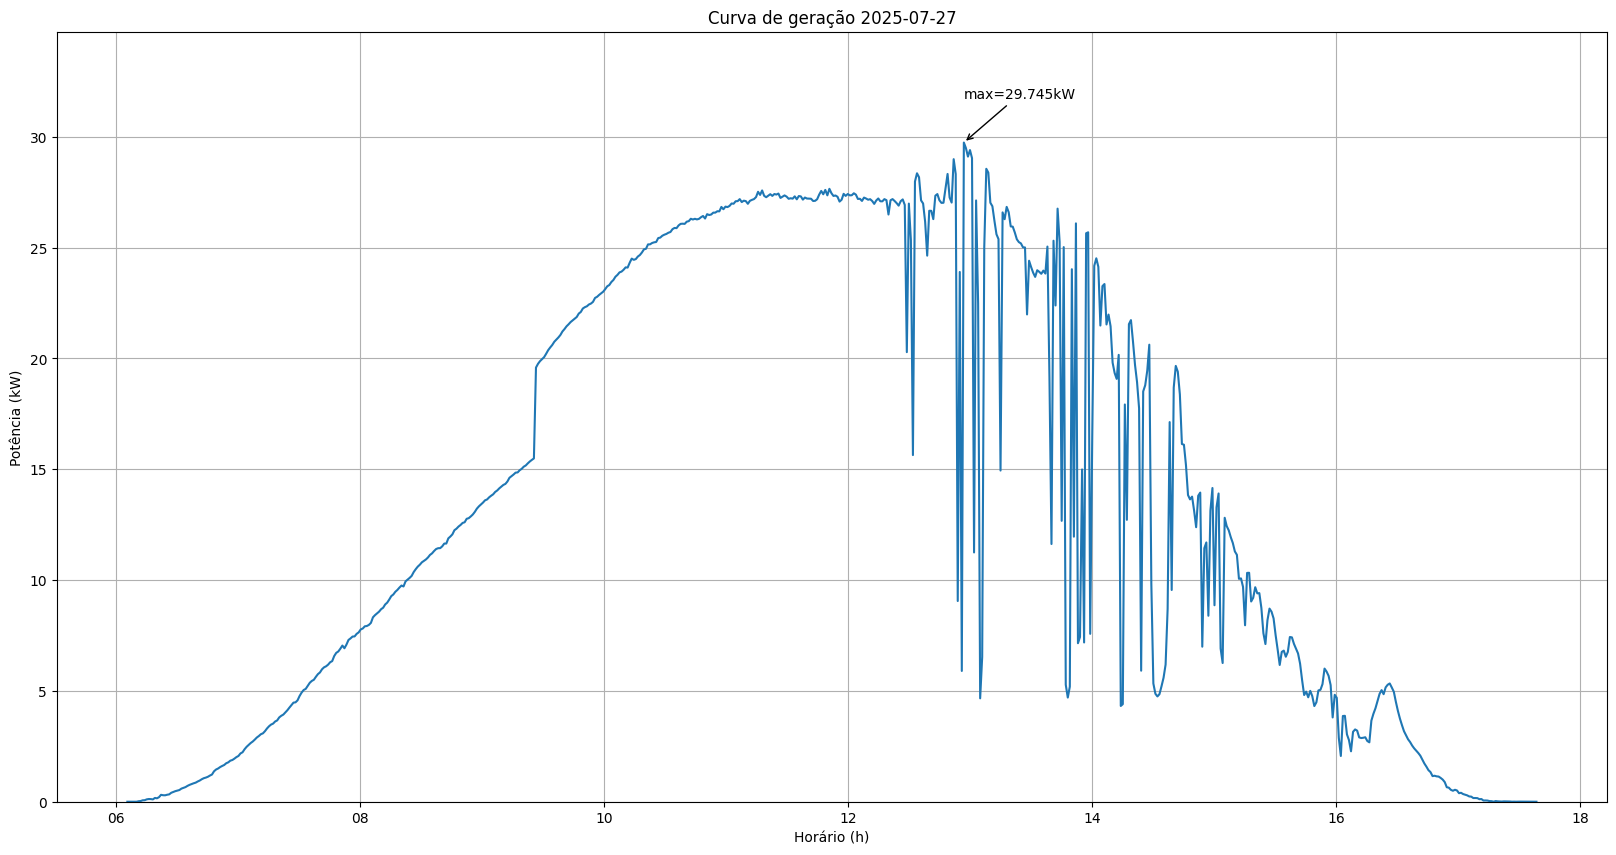 Curva de geração 2025-07-27
max=29.745kW
30
25
20
15
10
5
0
Potência (kW)
06 08 10 12 14 16 18
Horário (h)